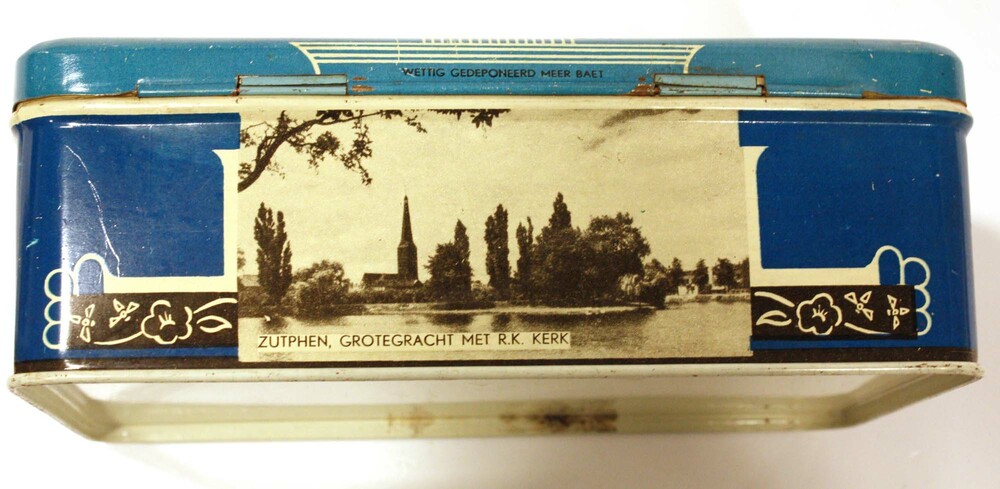 WETTIG GEDEPONEERD MEER BAET
ZUTPHEN, GROTEGRACHT MET R.K. KERK